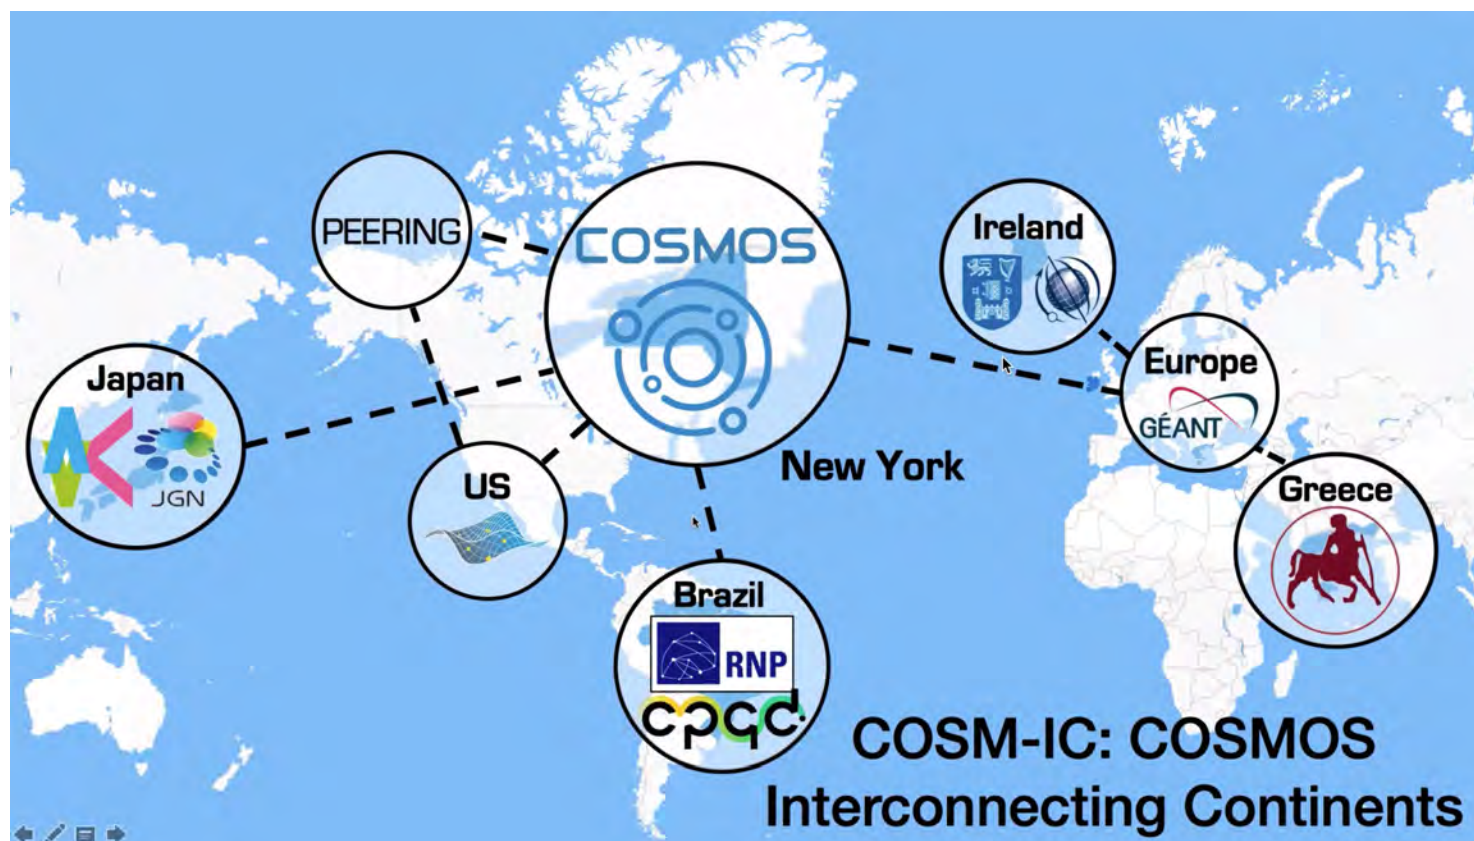 PEERING
COSMOS
Ireland
Europe
GÉANT
Japan
JGN
New York
US
Greece
Brazil
RNP
cpqd
COSM-IC: COSMOS
Interconnecting Continents